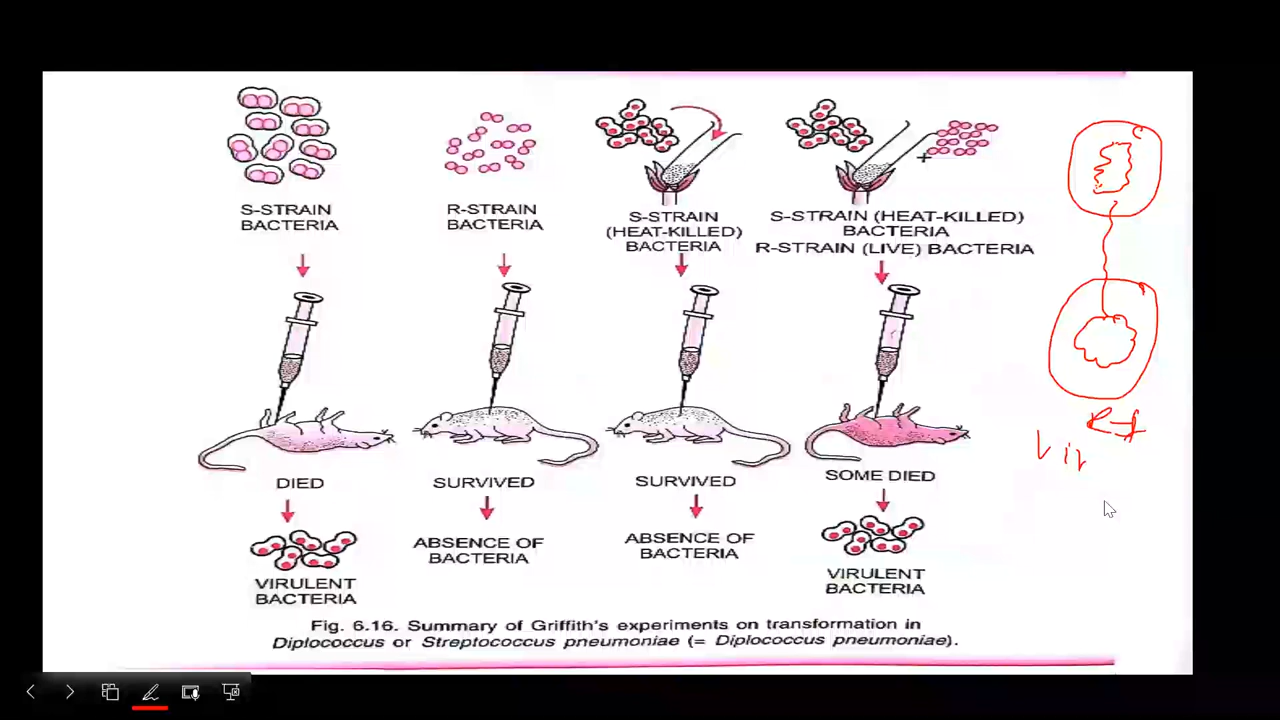 S-STRAIN
BACTERIA
R-STRAIN
BACTERIA
S-STRAIN
(HEAT-KILLED)
BACTERIA
+
S-STRAIN (HEAT-KILLED)
BACTERIA
R-STRAIN (LIVE) BACTERIA
DIED
SURVIVED
SURVIVED
SOME DIED
VIRULENT
BACTERIA
ABSENCE OF
BACTERIA
ABSENCE OF
BACTERIA
VIRULENT
BACTERIA
Fig. 6.16. Summary of Griffith's experiments on transformation in
Diplococcus or Streptococcus pneumoniae (= Diplococcus pneumoniae).